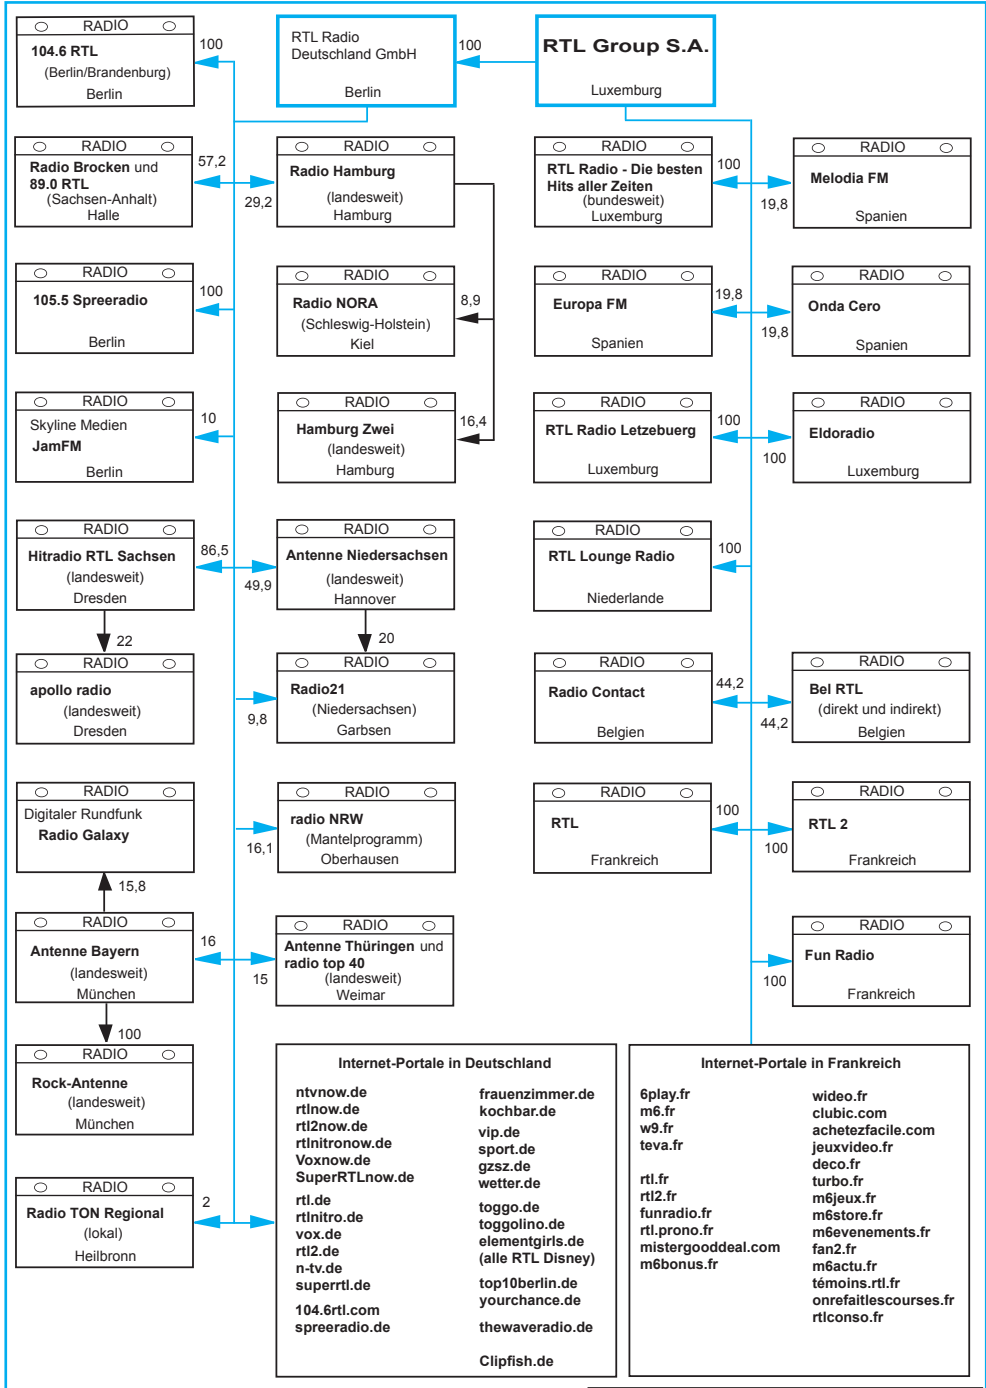 RADIO
104.6 RTL
(Berlin/Brandenburg)
Berlin
100
RTL Radio
Deutschland GmbH
Berlin
100
RTL Group S.A.
Luxemburg
RADIO
Radio Brocken und
89.0 RTL
(Sachsen-Anhalt)
Halle
57,2
29,2
RADIO
Radio Hamburg
(landesweit)
Hamburg
RADIO
RTL Radio - Die besten
Hits aller Zeiten
(bundesweit)
Luxemburg
100
19,8
RADIO
Melodia FM
Spanien
RADIO
105.5 Spreeradio
Berlin
100
RADIO
Radio NORA
(Schleswig-Holstein)
Kiel
8,9
RADIO
Europa FM
Spanien
19,8
19,8
RADIO
Onda Cero
Spanien
RADIO
Skyline Medien
JamFM
Berlin
10
RADIO
Hamburg Zwei
(landesweit)
Hamburg
16,4
RADIO
RTL Radio Letzebuerg
Luxemburg
100
100
RADIO
Eldoradio
Luxemburg
RADIO
Hitradio RTL Sachsen
(landesweit)
Dresden
86,5
49,9
RADIO
Antenne Niedersachsen
(landesweit)
Hannover
RADIO
RTL Lounge Radio
Niederlande
100
22
20
RADIO
apollo radio
(landesweit)
Dresden
9,8
RADIO
Radio21
(Niedersachsen)
Garbsen
RADIO
Radio Contact
Belgien
44,2
44,2
RADIO
Bel RTL
(direkt und indirekt)
Belgien
RADIO
Digitaler Rundfunk
Radio Galaxy
16,1
RADIO
radio NRW
(Mantelprogramm)
Oberhausen
RADIO
RTL
Frankreich
100
100
RADIO
RTL 2
Frankreich
15,8
RADIO
Antenne Bayern
(landesweit)
München
16
15
RADIO
Antenne Thüringen und
radio top 40
(landesweit)
Weimar
100
RADIO
Fun Radio
Frankreich
100
RADIO
Rock-Antenne
(landesweit)
München
RADIO
Radio TON Regional
(lokal)
Heilbronn
2
Internet-Portale in Deutschland
ntvnow.de
rtlnow.de
rtl2now.de
rtlnitronow.de
Voxnow.de
SuperRTLnow.de
rtl.de
rtlnitro.de
vox.de
rtl2.de
n-tv.de
superrtl.de
104.6rtl.com
spreeradio.de
frauenzimmer.de
kochbar.de
vip.de
sport.de
gzsz.de
wetter.de
toggo.de
toggolino.de
elementgirls.de
(alle RTL Disney)
top10berlin.de
yourchance.de
thewaveradio.de
Clipfish.de
Internet-Portale in Frankreich
6play.fr
m6.fr
w9.fr
teva.fr
rtl.fr
rtl2.fr
funradio.fr
rtl.prono.fr
mistergooddeal.com
m6bonus.fr
wideo.fr
clubic.com
achetezfacile.com
jeuxvideo.fr
deco.fr
turbo.fr
m6jeux.fr
m6store.fr
m6evenements.fr
fan2.fr
m6actu.fr
témoins.rtl.fr
onrefaitlescourses.fr
rtlconso.fr